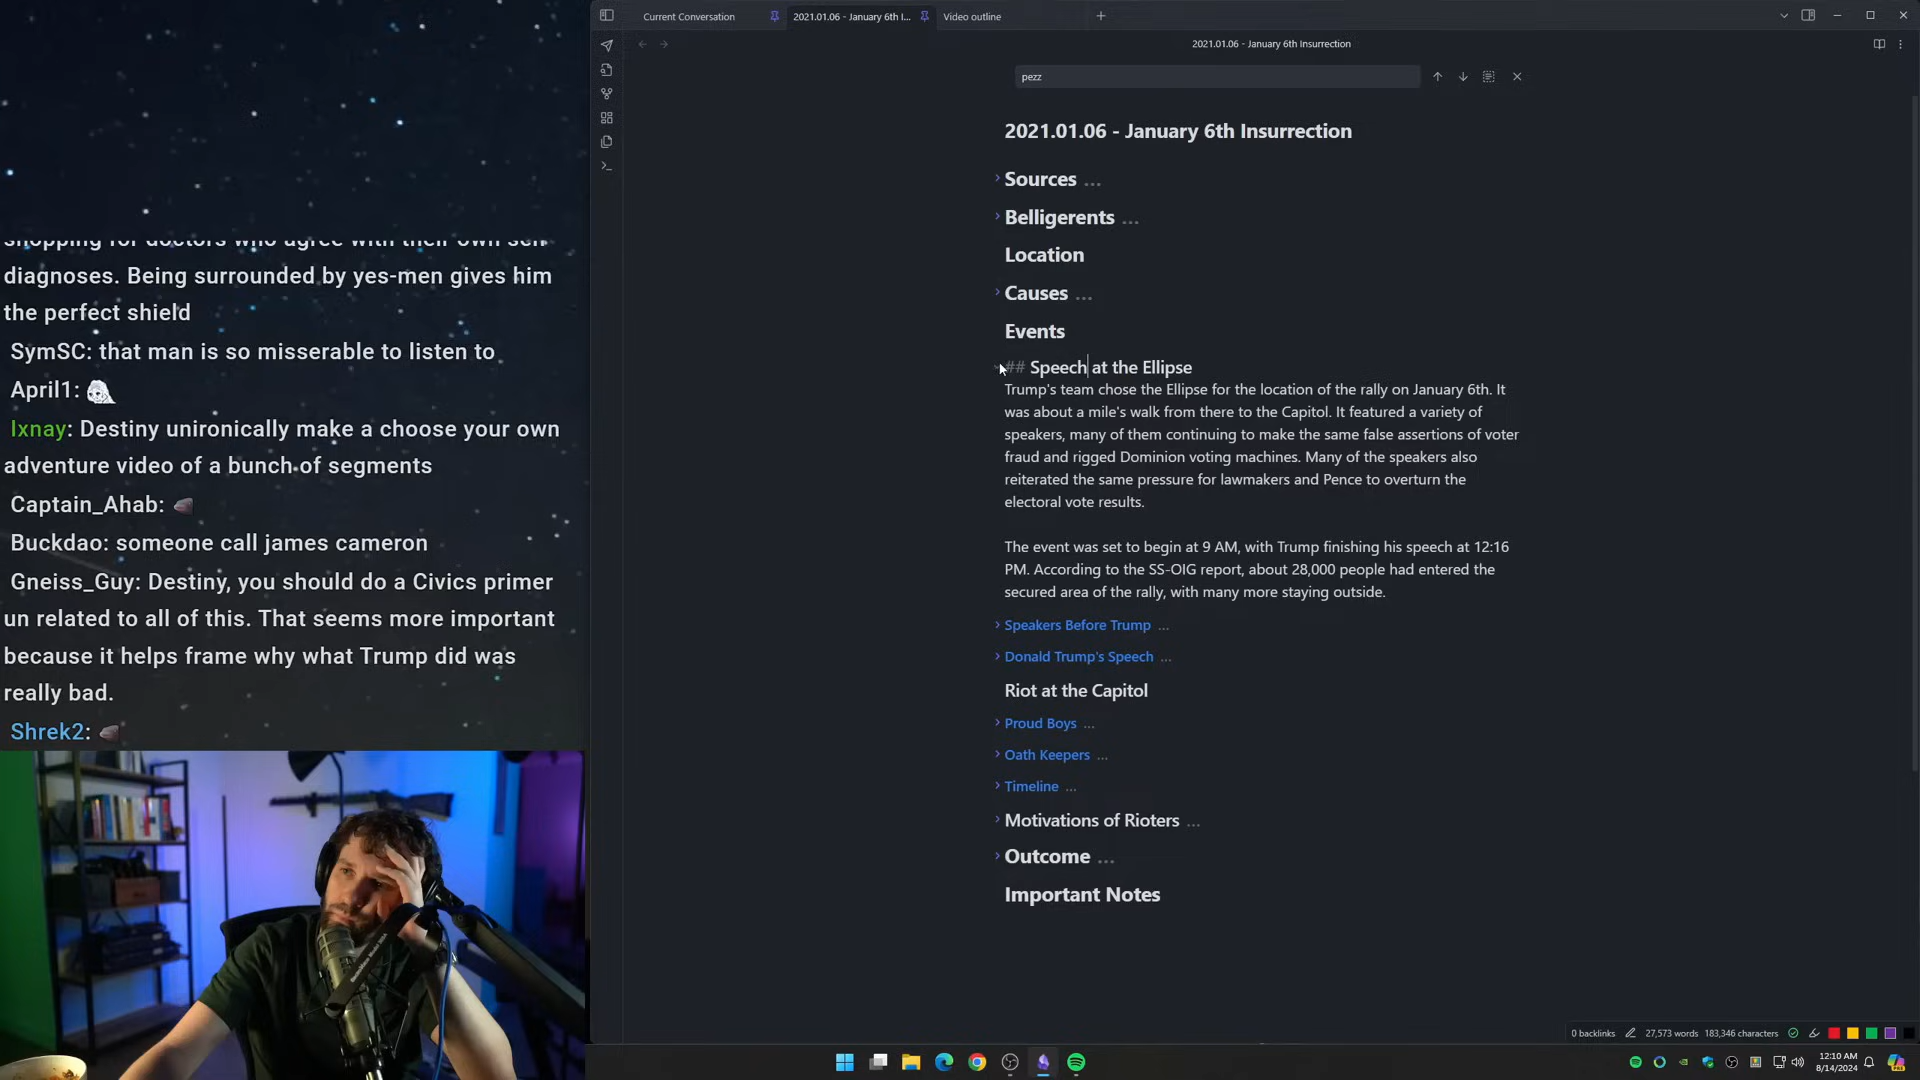 shopping for doctors who agree with their own self
diagnoses. Being surrounded by yes-men gives him
the perfect shield
SymSC: that man is so misserable to listen to
April1:
Ixnay: Destiny unironically make a choose your own
adventure video of a bunch of segments
Captain_Ahab:
Buckdao: someone call james cameron
Gneiss_Guy: Destiny, you should do a Civics primer
un related to all of this. That seems more important
because it helps frame why what Trump did was
really bad.
Shrek2:
Current Conversation
2021.01.06 - January 6th I...
Video outline
2021.01.06 - January 6th Insurrection
pezz
2021.01.06 - January 6th Insurrection
Sources ...
Belligerents ...
Location
Causes ...
Events
## Speech at the Ellipse
Trump's team chose the Ellipse for the location of the rally on January 6th. It
was about a mile's walk from there to the Capitol. It featured a variety of
speakers, many of them continuing to make the same false assertions of voter
fraud and rigged Dominion voting machines. Many of the speakers also
reiterated the same pressure for lawmakers and Pence to overturn the
electoral vote results.
The event was set to begin at 9 AM, with Trump finishing his speech at 12:16
PM. According to the SS-OIG report, about 28,000 people had entered the
secured area of the rally, with many more staying outside.
Speakers Before Trump ...
Donald Trump's Speech ...
Riot at the Capitol
Proud Boys ...
Oath Keepers ...
Timeline ...
Motivations of Rioters ...
Outcome ...
Important Notes
0 backlinks
27,573 words
183,346 characters
12:10 AM
8/14/2024